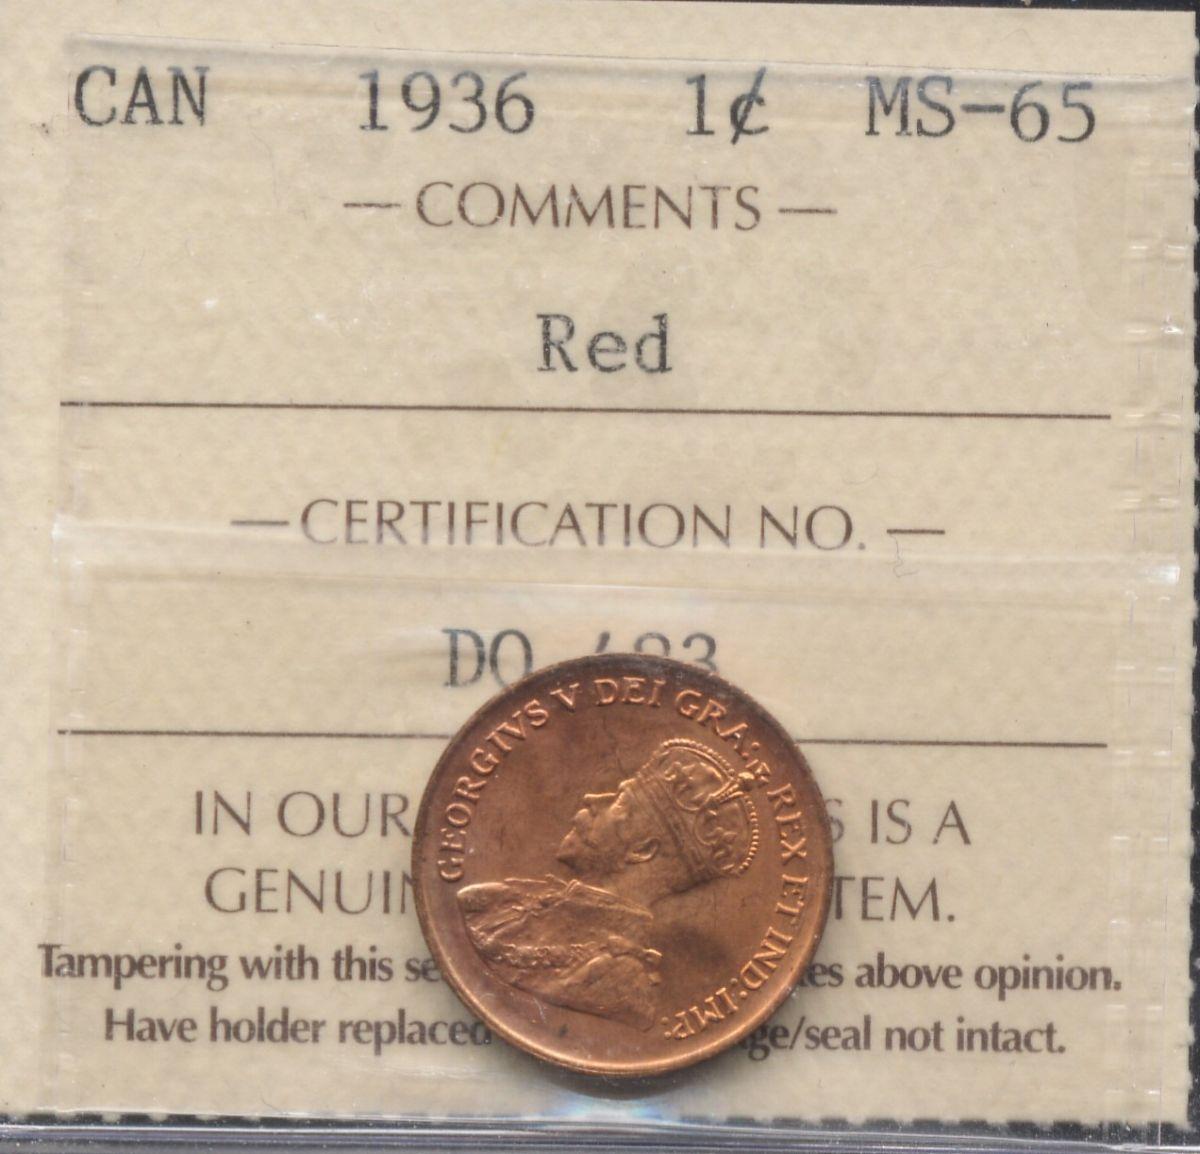 CAN 1936 1¢ MS-65
— COMMENTS —
Red
— CERTIFICATION NO. —
IN OUR IS A
GENUIN TEM.
Tampering with this se es above opinion.
Have holder replaced ge/seal not intact.
GEORGIVS V DEI GRA: REX ET IND: IMP: